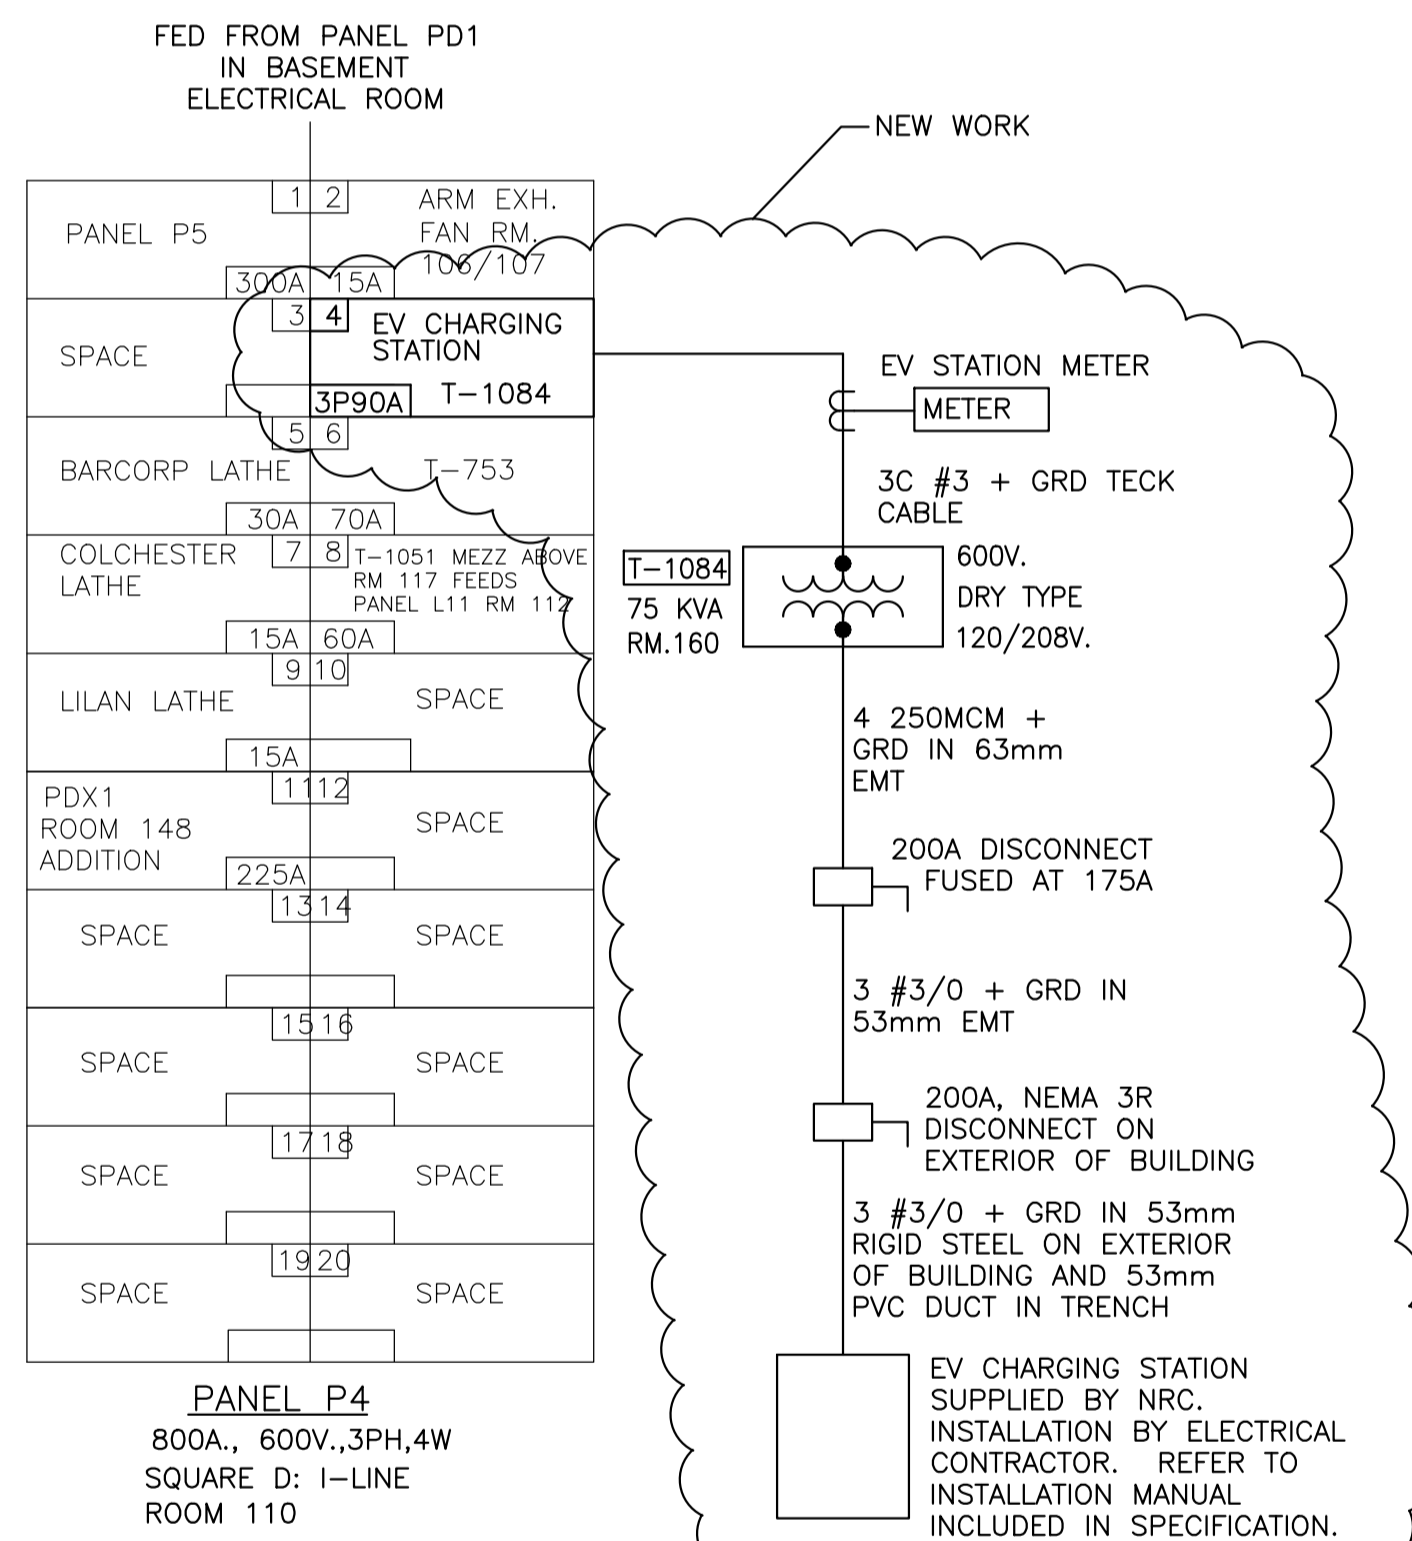 FED FROM PANEL PD1
IN BASEMENT
ELECTRICAL ROOM
NEW WORK
1 2
PANEL P5
ARM EXH.
FAN RM.
106/107
300A 15A
3 4
SPACE
EV CHARGING
STATION
T-1084
3P90A
5 6
BARCORP LATHE
T-753
30A 70A
7 8
COLCHESTER
LATHE
T-1051 MEZZ ABOVE
RM 117 FEEDS
PANEL L11 RM 112
15A 60A
9 10
LILAN LATHE
SPACE
15A
11 12
PDX1
ROOM 148
ADDITION
SPACE
225A
13 14
SPACE
SPACE
15 16
SPACE
SPACE
17 18
SPACE
SPACE
19 20
SPACE
SPACE
PANEL P4
800A., 600V.,3PH,4W
SQUARE D: I-LINE
ROOM 110
EV STATION METER
METER
3C #3 + GRD TECK
CABLE
T-1084
75 KVA
RM.160
600V.
DRY TYPE
120/208V.
4 250MCM +
GRD IN 63mm
EMT
200A DISCONNECT
FUSED AT 175A
3 #3/0 + GRD IN
53mm EMT
200A, NEMA 3R
DISCONNECT ON
EXTERIOR OF BUILDING
3 #3/0 + GRD IN 53mm
RIGID STEEL ON EXTERIOR
OF BUILDING AND 53mm
PVC DUCT IN TRENCH
EV CHARGING STATION
SUPPLIED BY NRC.
INSTALLATION BY ELECTRICAL
CONTRACTOR. REFER TO
INSTALLATION MANUAL
INCLUDED IN SPECIFICATION.